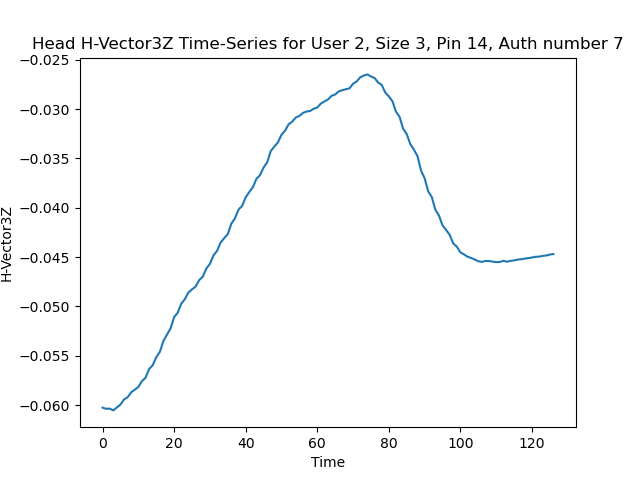 Head H-Vector3Z Time-Series for User 2, Size 3, Pin 14, Auth number 7
−0.025
−0.030
−0.035
−0.040
−0.045
−0.050
−0.055
−0.060
H-Vector3Z
0 20 40 60 80 100 120
Time